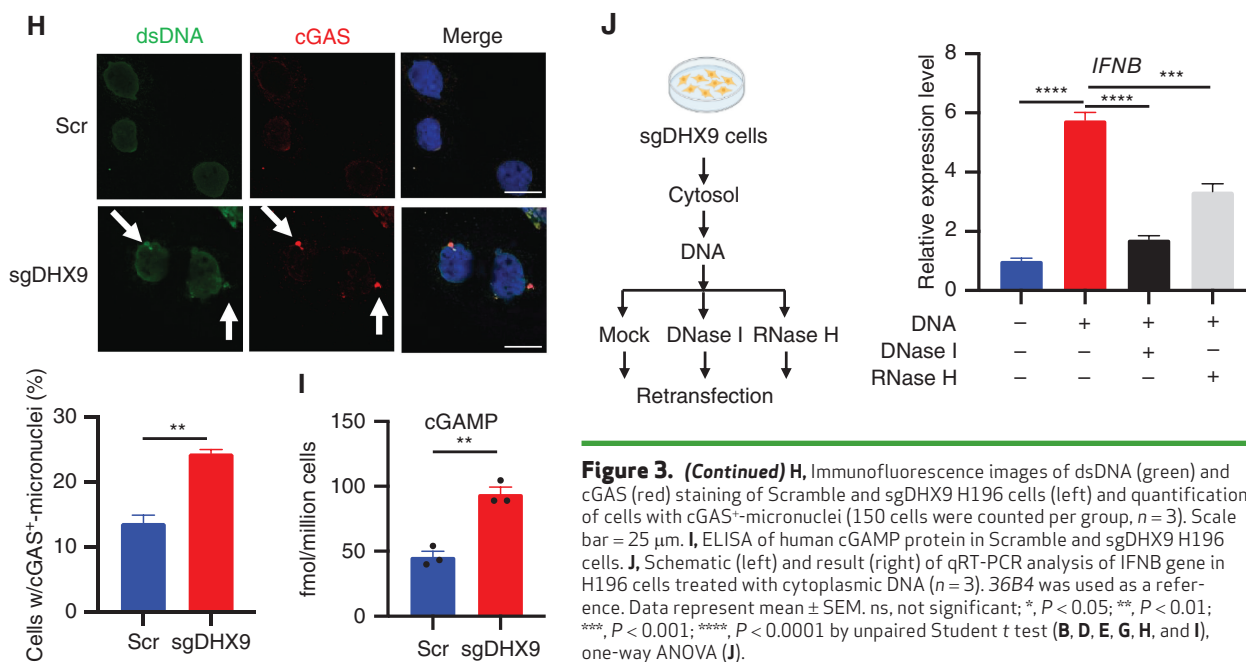 H
dsDNA
cGAS
Merge
Scr
sgDHX9
Cells w/cGAS⁺-micronuclei (%)
30
20
10
0
**
Scr
sgDHX9
I
fmol/million cells
150
100
50
0
cGAMP
**
Scr
sgDHX9
J
sgDHX9 cells
Cytosol
DNA
Mock DNase I RNase H
Retransfection
Relative expression level
8
6
4
2
0
IFNB
**** **** ***
DNA − + + +
DNase I − − + −
RNase H − − − +
Figure 3. (Continued) H, Immunofluorescence images of dsDNA (green) and
cGAS (red) staining of Scramble and sgDHX9 H196 cells (left) and quantification
of cells with cGAS⁺-micronuclei (150 cells were counted per group, n = 3). Scale
bar = 25 μm. I, ELISA of human cGAMP protein in Scramble and sgDHX9 H196
cells. J, Schematic (left) and result (right) of qRT-PCR analysis of IFNB gene in
H196 cells treated with cytoplasmic DNA (n = 3). 36B4 was used as a refer-
ence. Data represent mean ± SEM. ns, not significant; *, P < 0.05; **, P < 0.01;
***, P < 0.001; ****, P < 0.0001 by unpaired Student t test (B, D, E, G, H, and I),
one-way ANOVA (J).